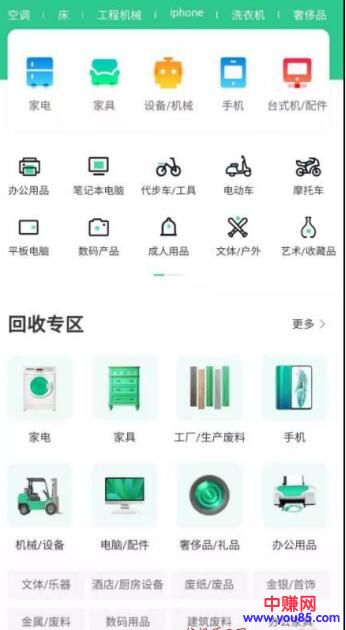 空调 床 工程机械 iphone 洗衣机 奢侈品
家电 家具 设备/机械 手机 台式机/配件
办公用品 笔记本电脑 代步车/工具 电动车 摩托车
平板电脑 数码产品 成人用品 文体/户外 艺术/收藏品
回收专区 更多
家电 家具 工厂/生产废料 手机
机械/设备 电脑/配件 奢侈品/礼品 办公用品
文体/乐器 酒店/厨房设备 废纸/废品 金银/首饰
金属/废料 数码产品 建筑废料 办公家具
中赚网
www.you85.com